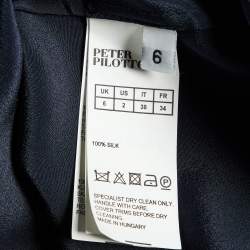 PETER
PILOTTO
6
UK US IT FR
6 2 38 34
100% SILK
SPECIALIST DRY CLEAN ONLY
HANDLE WITH CARE,
COVER TRIMS BEFORE DRY
CLEANING
MADE IN HUNGARY